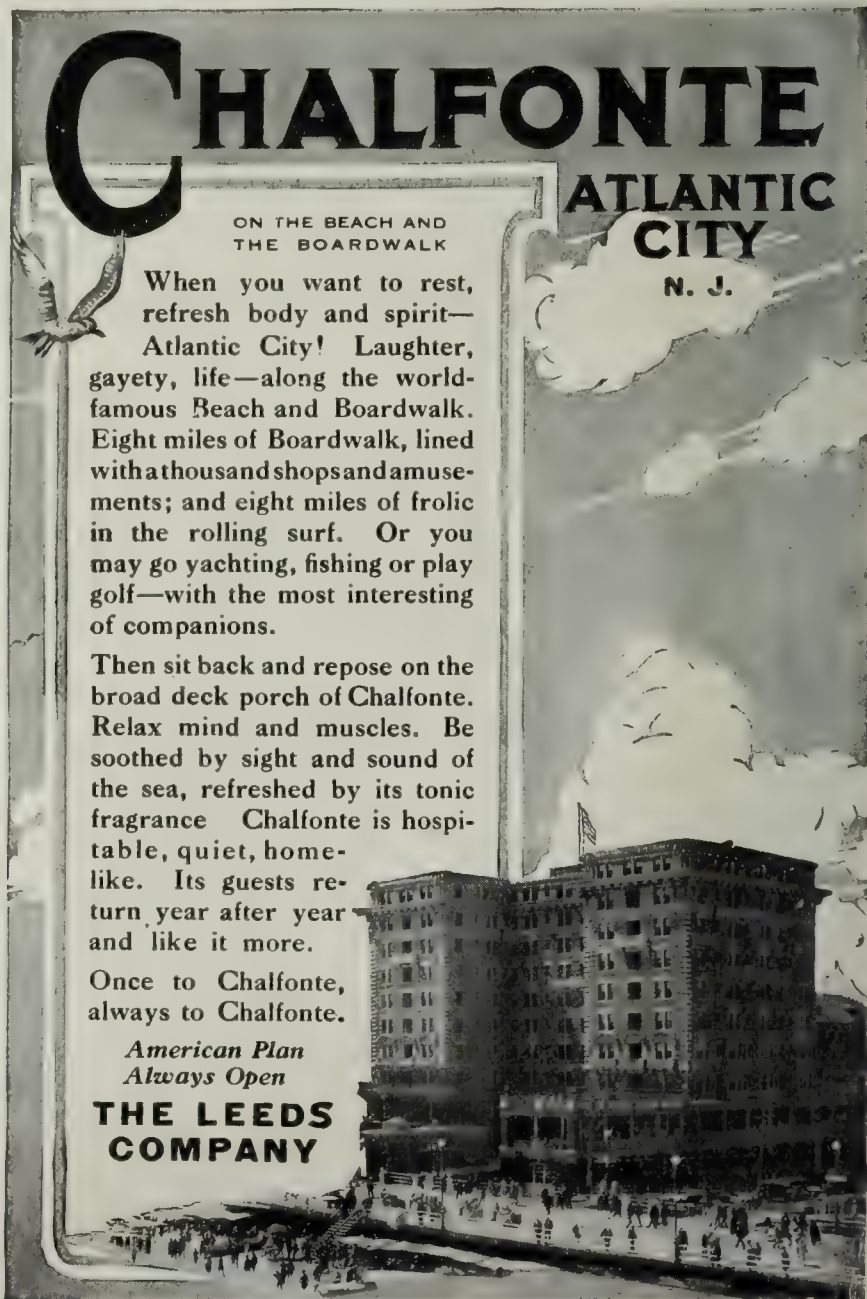 CHALFONTE
ATLANTIC
CITY
N. J.
ON THE BEACH AND
THE BOARDWALK
When you want to rest,
refresh body and spirit—
Atlantic City! Laughter,
gayety, life—along the world-
famous Beach and Boardwalk.
Eight miles of Boardwalk, lined
with a thousand shops and amuse-
ments; and eight miles of frolic
in the rolling surf. Or you
may go yachting, fishing or play
golf—with the most interesting
of companions.
Then sit back and repose on the
broad deck porch of Chalfonte.
Relax mind and muscles. Be
soothed by sight and sound of
the sea, refreshed by its tonic
fragrance Chalfonte is hospi-
table, quiet, home-
like. Its guests re-
turn year after year
and like it more.
Once to Chalfonte,
always to Chalfonte.
American Plan
Always Open
THE LEEDS
COMPANY